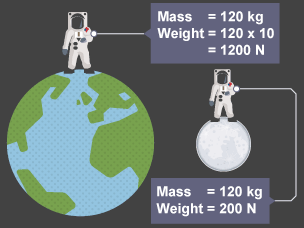 Mass = 120 kg
Weight = 120 x 10
= 1200 N
Mass = 120 kg
Weight = 200 N